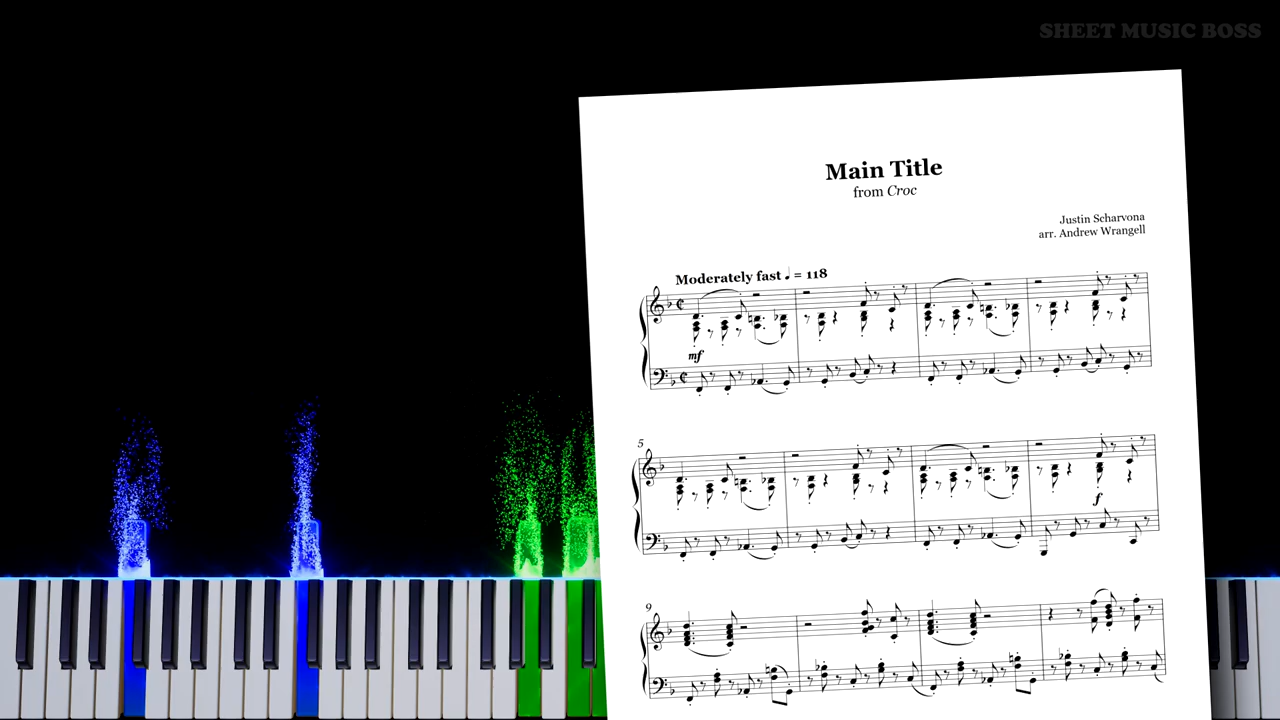 SHEET MUSIC BOSS
Main Title
from Croc
Justin Scharvona
arr. Andrew Wrangell
Moderately fast ♩ = 118
mf
5
f
9